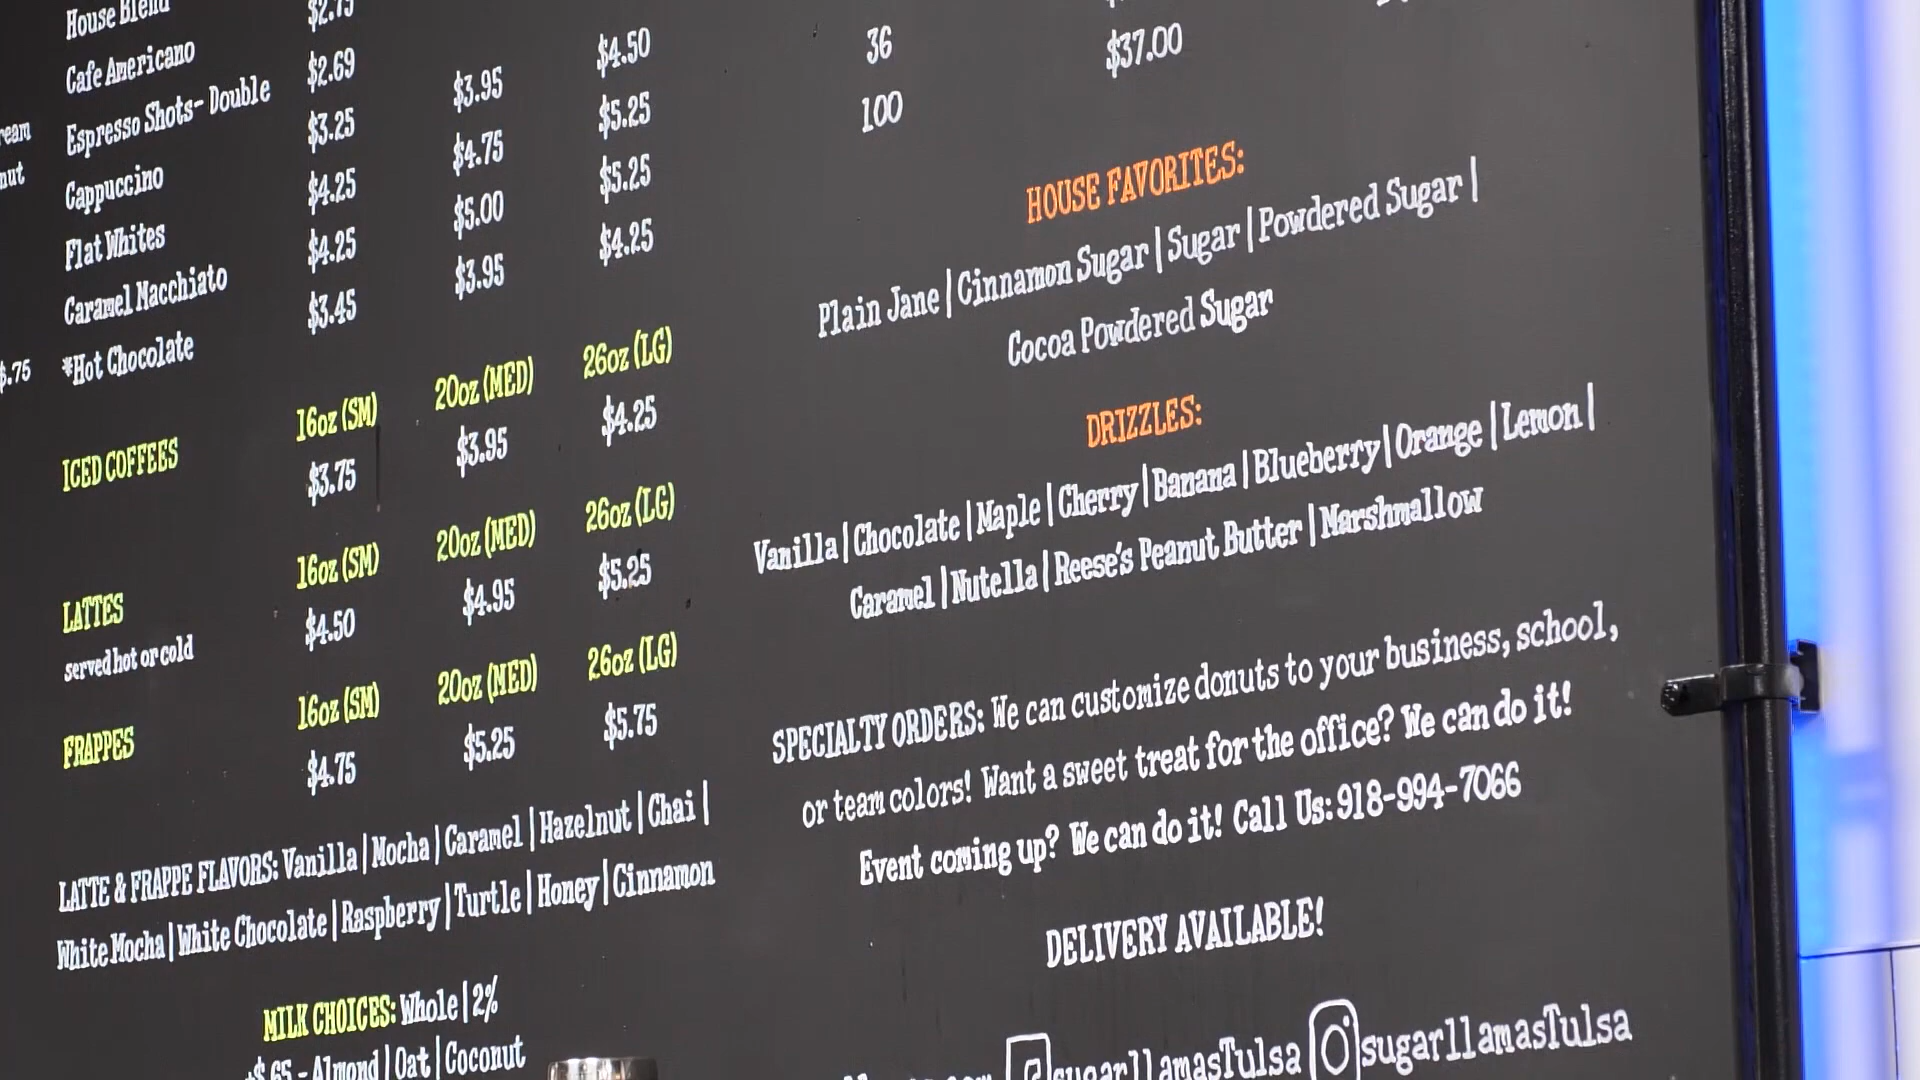 House Blend
Cafe Americano $2.69 $4.50
Espresso Shots- Double $3.25 $3.95 $5.25
Cappuccino $4.25 $4.75 $5.25
Flat Whites $4.25 $5.00 $4.25
Caramel Macchiato $3.45 $3.95
*Hot Chocolate
$.75
ICED COFFEES 16oz (SM) 20oz (MED) 26oz (LG)
$3.75 $3.95 $4.25
LATTES 16oz (SM) 20oz (MED) 26oz (LG)
served hot or cold $4.50 $4.95 $5.25
FRAPPES 16oz (SM) 20oz (MED) 26oz (LG)
$4.75 $5.25 $5.75
LATTE & FRAPPE FLAVORS: Vanilla | Mocha | Caramel | Hazelnut | Chai |
White Mocha | White Chocolate | Raspberry | Turtle | Honey | Cinnamon
MILK CHOICES: Whole | 2%
+$.65 - Almond | Oat | Coconut
36 $37.00
100
HOUSE FAVORITES:
Plain Jane | Cinnamon Sugar | Sugar | Powdered Sugar |
Cocoa Powdered Sugar
DRIZZLES:
Vanilla | Chocolate | Maple | Cherry | Banana | Blueberry | Orange | Lemon |
Caramel | Nutella | Reese's Peanut Butter | Marshmallow
SPECIALTY ORDERS: We can customize donuts to your business, school,
or team colors! Want a sweet treat for the office? We can do it!
Event coming up? We can do it! Call Us: 918-994-7066
DELIVERY AVAILABLE!
sugarllamasTulsa sugarllamasTulsa